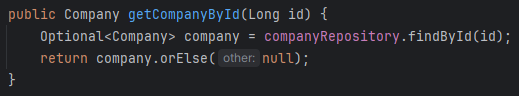 public Company getCompanyById(Long id) {
    Optional<Company> company = companyRepository.findById(id);
    return company.orElse( other: null);
}